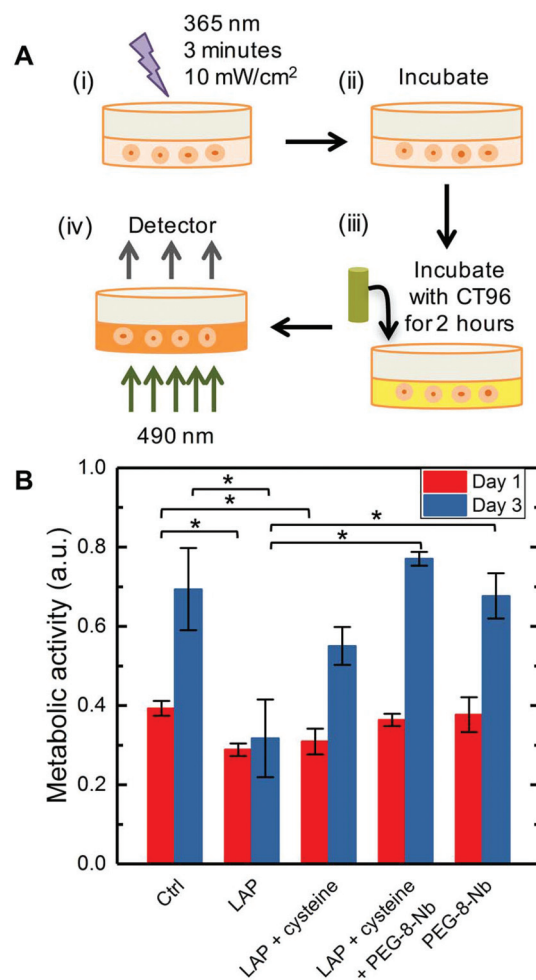 A
365 nm
3 minutes
10 mW/cm²
(i)
(ii)
Incubate
(iv)
Detector
(iii)
Incubate
with CT96
for 2 hours
490 nm
B
Metabolic activity (a.u.)
1.0
0.8
0.6
0.4
0.2
0.0
Day 1
Day 3
*
*
*
*
*
Ctrl
LAP
LAP + cysteine
LAP + cysteine
+ PEG-8-Nb
PEG-8-Nb